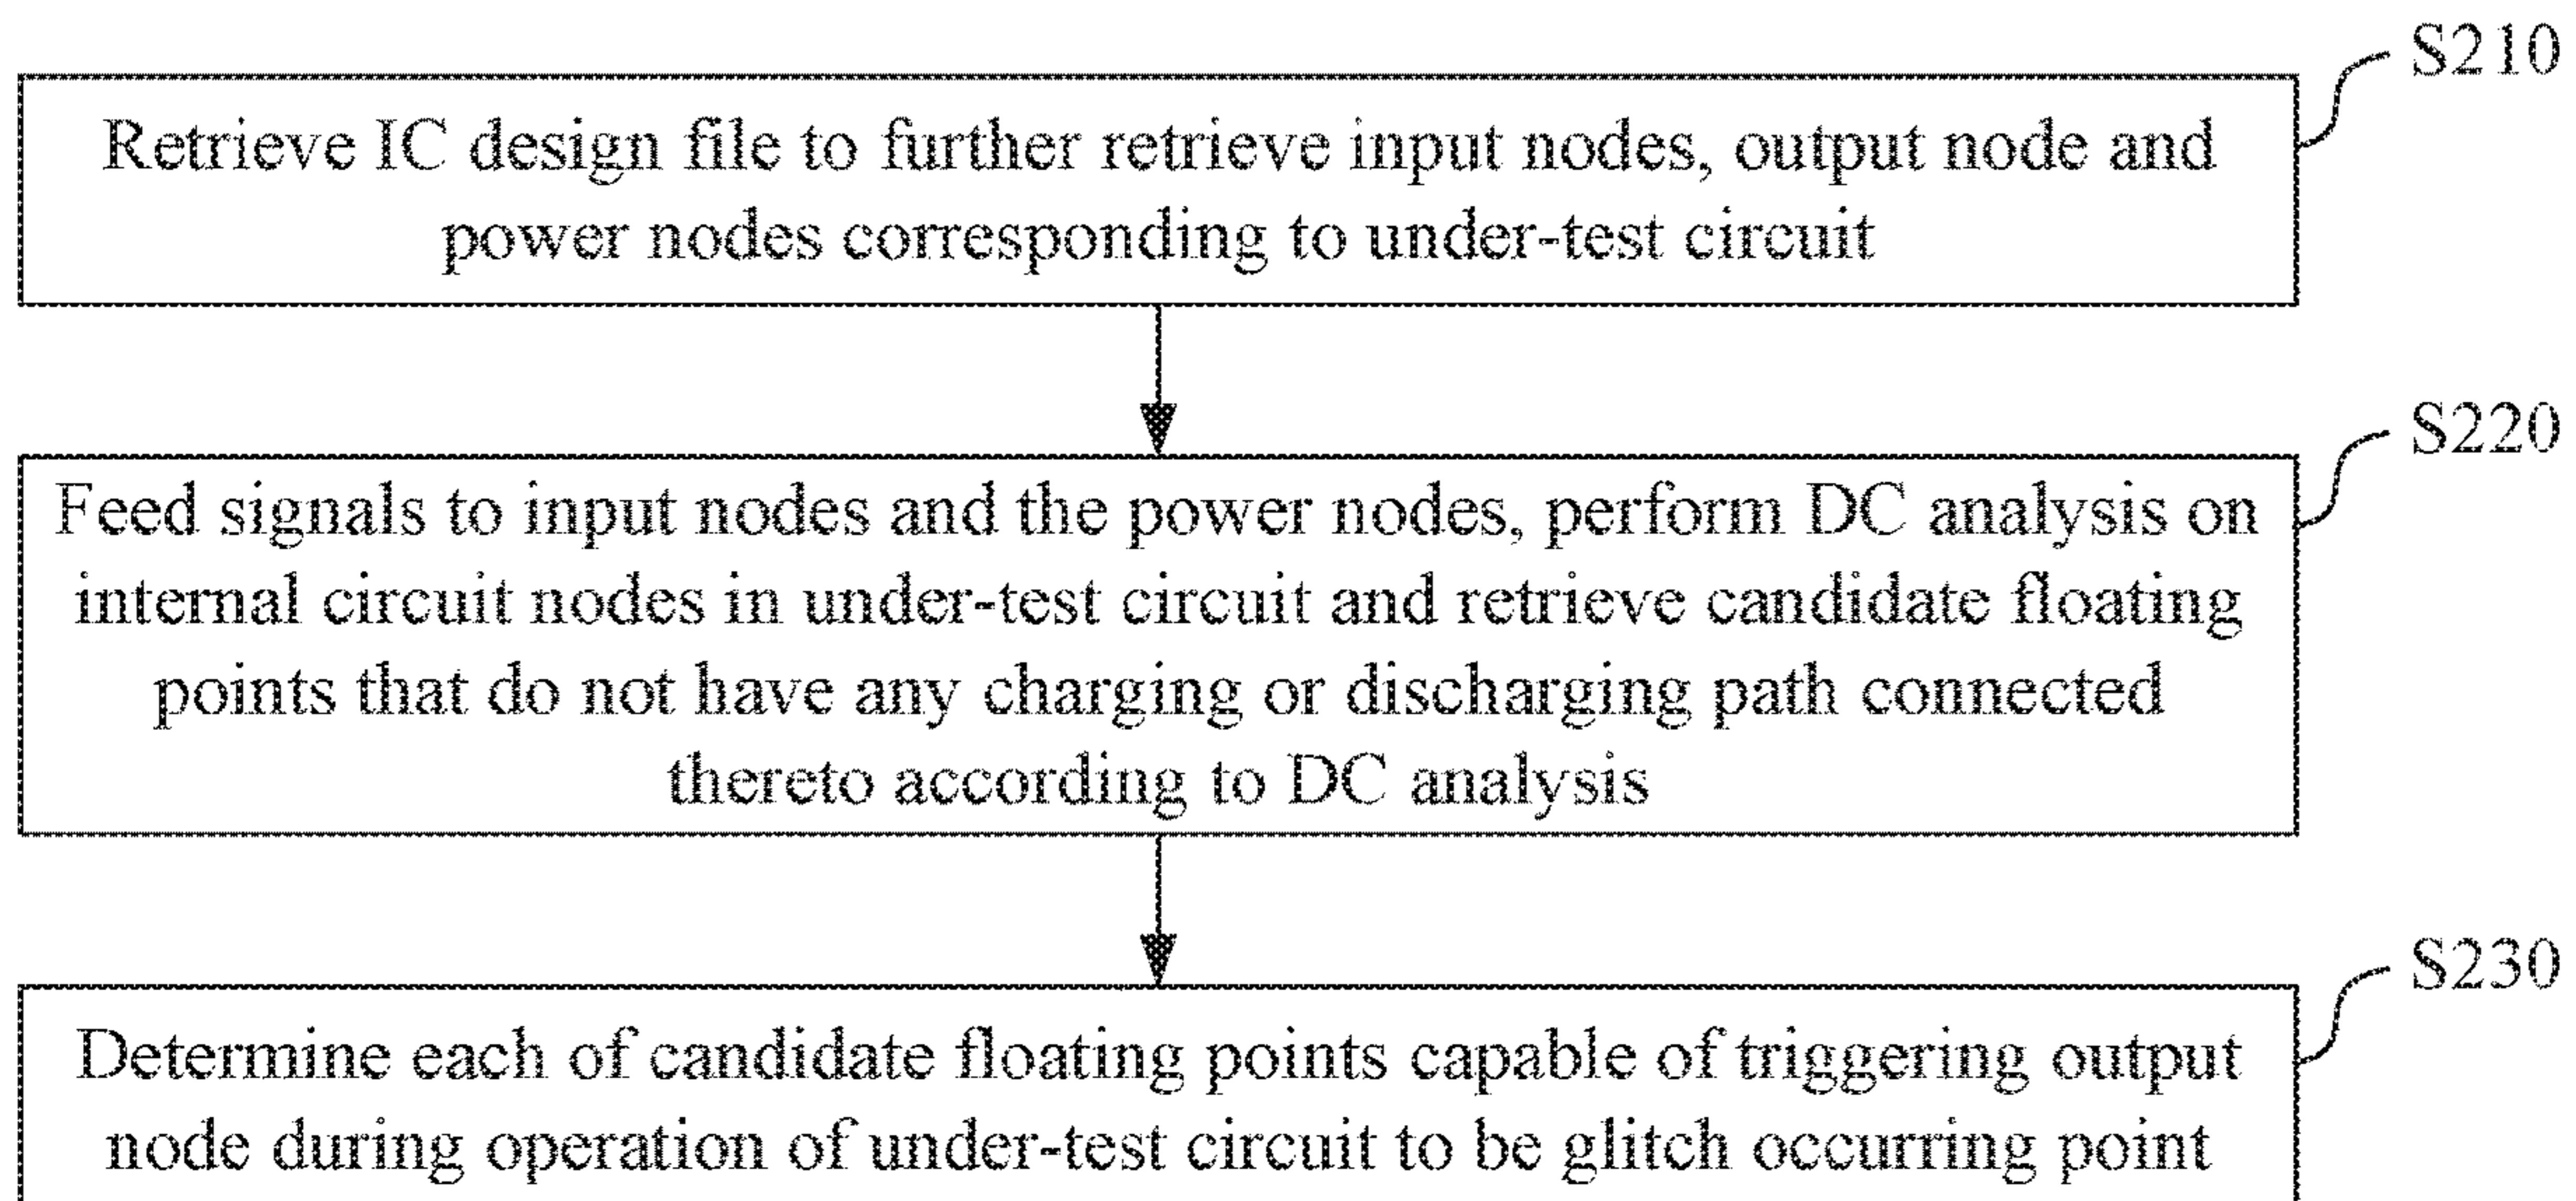 S210
Retrieve IC design file to further retrieve input nodes, output node and
power nodes corresponding to under-test circuit
S220
Feed signals to input nodes and the power nodes, perform DC analysis on
internal circuit nodes in under-test circuit and retrieve candidate floating
points that do not have any charging or discharging path connected
thereto according to DC analysis
S230
Determine each of candidate floating points capable of triggering output
node during operation of under-test circuit to be glitch occurring point